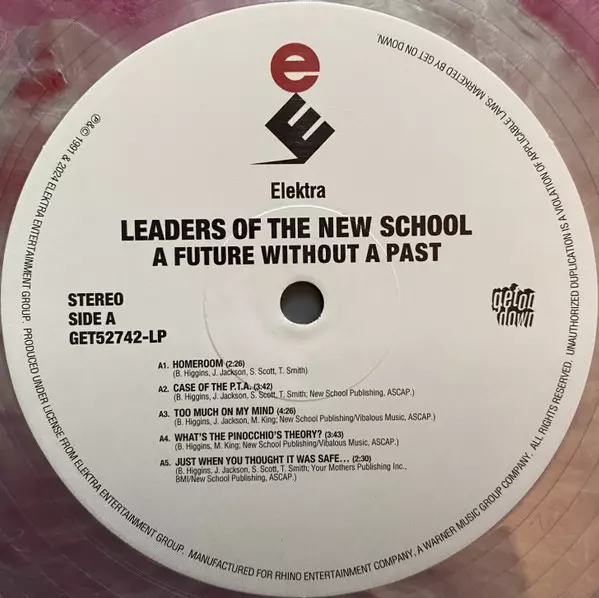 e
E
Elektra
LEADERS OF THE NEW SCHOOL
A FUTURE WITHOUT A PAST
STEREO
SIDE A
GET52742-LP
get on
down
A1. HOMEROOM (2:26)
(B. Higgins, J. Jackson, S. Scott, T. Smith)
A2. CASE OF THE P.T.A. (3:42)
(B. Higgins, J. Jackson, S. Scott, T. Smith; New School Publishing, ASCAP.)
A3. TOO MUCH ON MY MIND (4:26)
(B. Higgins, J. Jackson, M. King; New School Publishing/Vibalous Music, ASCAP.)
A4. WHAT'S THE PINOCCHIO'S THEORY? (3:43)
(B. Higgins, M. King; New School Publishing/Vibalous Music, ASCAP.)
A5. JUST WHEN YOU THOUGHT IT WAS SAFE... (2:30)
(B. Higgins, J. Jackson, S. Scott, T. Smith; Your Mothers Publishing Inc.,
BMI/New School Publishing, ASCAP.)
℗&© 1991 & 2024 ELEKTRA ENTERTAINMENT GROUP. PRODUCED UNDER LICENSE FROM ELEKTRA ENTERTAINMENT GROUP. MANUFACTURED FOR RHINO ENTERTAINMENT COMPANY. A WARNER MUSIC GROUP COMPANY. ALL RIGHTS RESERVED. UNAUTHORIZED DUPLICATION IS A VIOLATION OF APPLICABLE LAWS. MARKETED BY GET ON DOWN.